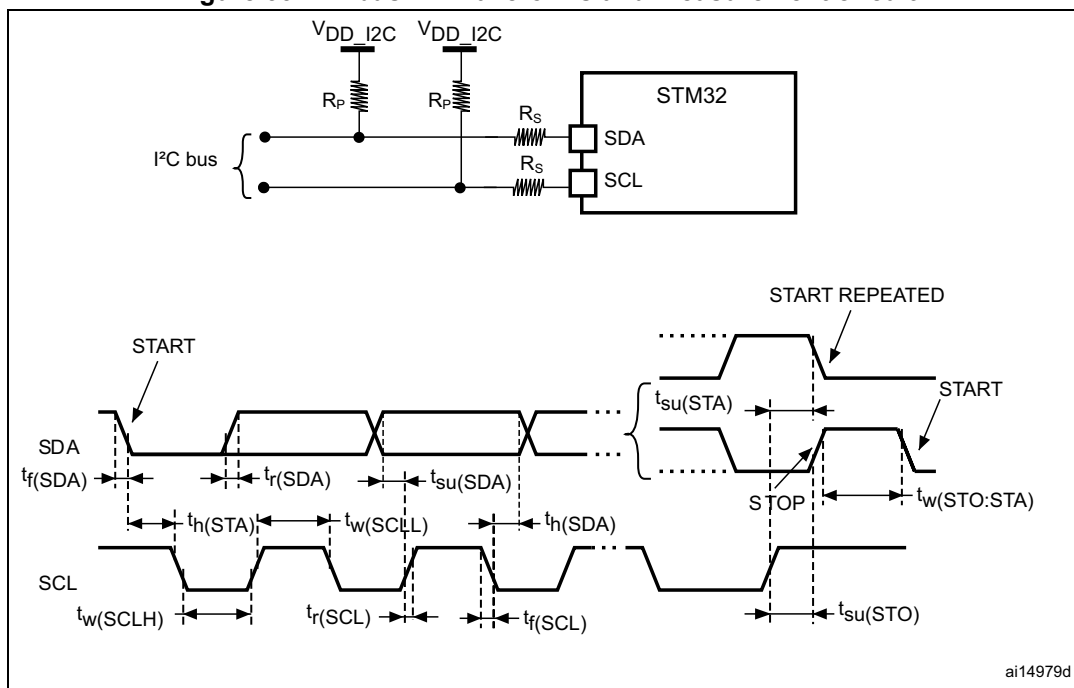 VDD_I2C
VDD_I2C
RP
RP
STM32
RS
SDA
I²C bus
RS
SCL
START REPEATED
START
tsu(STA)
START
SDA
tf(SDA)
tr(SDA)
tsu(SDA)
STOP
tw(STO:STA)
th(STA)
tw(SCLL)
th(SDA)
SCL
tw(SCLH)
tr(SCL)
tf(SCL)
tsu(STO)
ai14979d